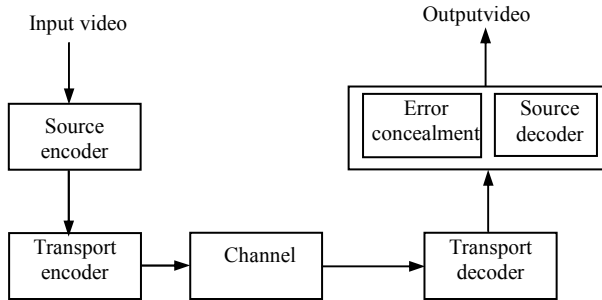 Input video
Outputvideo
Source
encoder
Error
concealment
Source
decoder
Transport
encoder
Channel
Transport
decoder